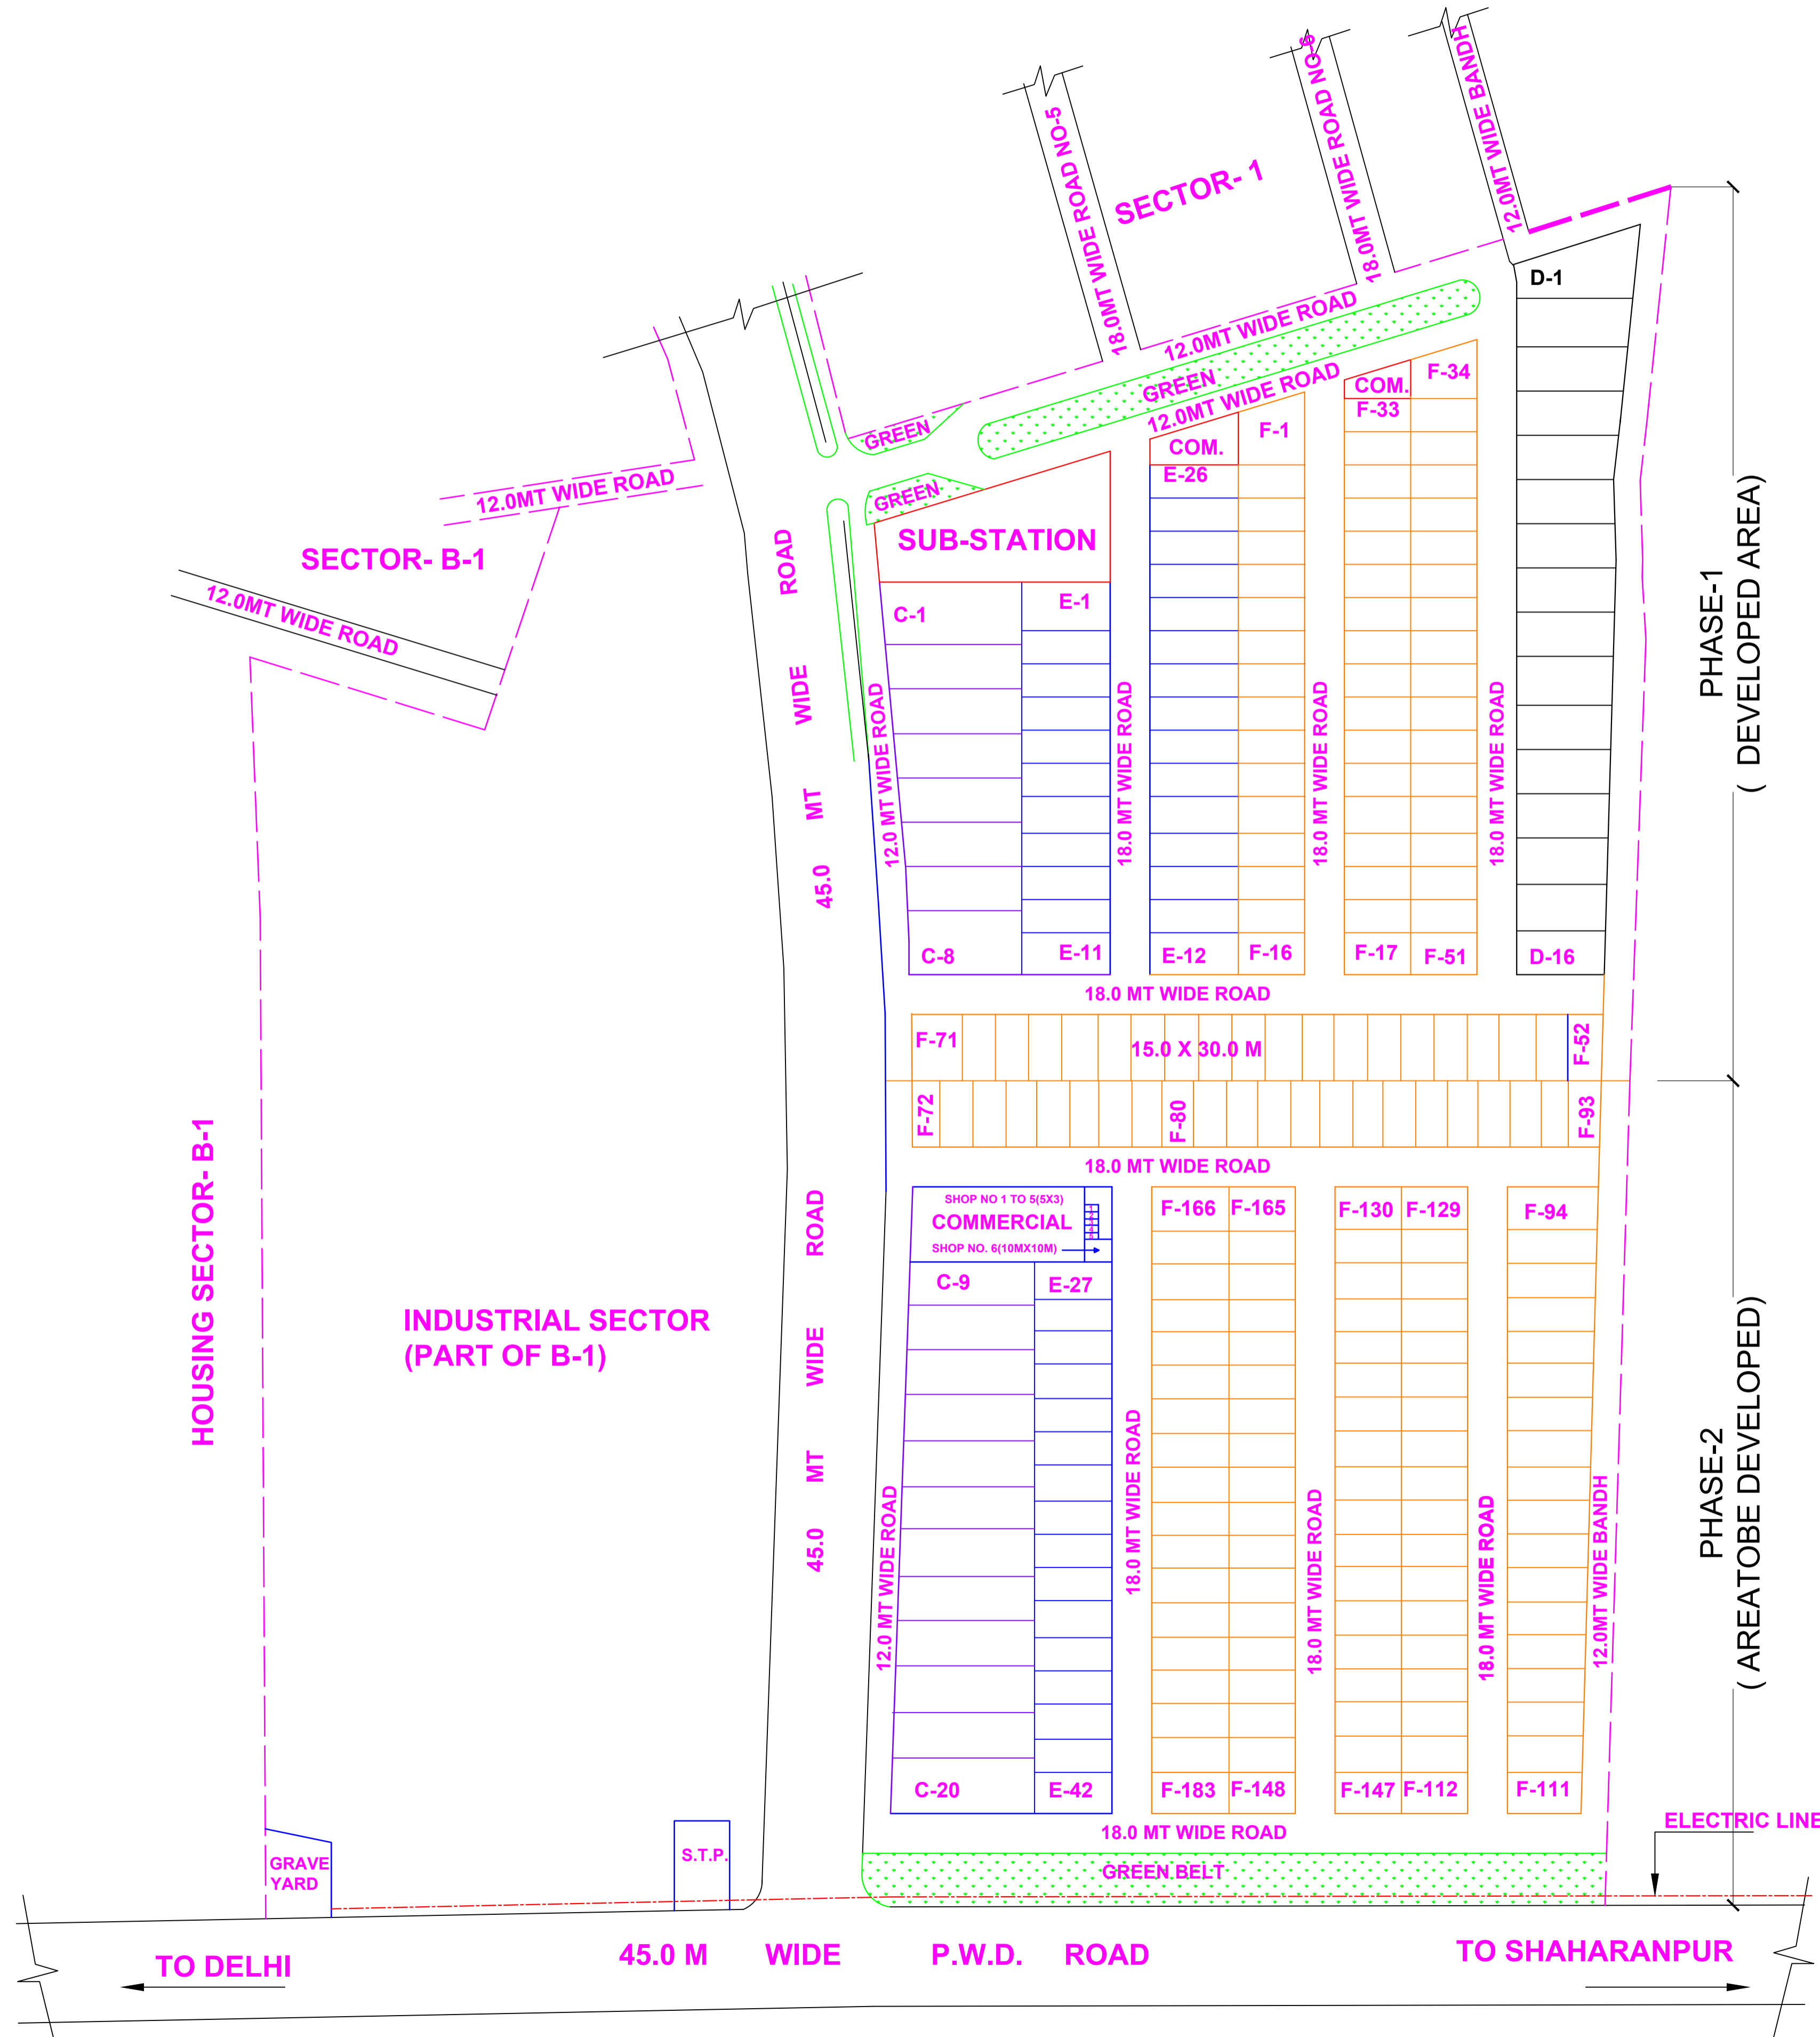 12.0MT WIDE BANDH
18.0MT WIDE ROAD NO-6
18.0MT WIDE ROAD NO-5
SECTOR- 1
D-1
12.0MT WIDE ROAD
GREEN
12.0MT WIDE ROAD
COM.
F-34
F-33
F-1
COM.
E-26
GREEN
GREEN
SUB-STATION
12.0MT WIDE ROAD
SECTOR- B-1
12.0MT WIDE ROAD
C-1
E-1
45.0 MT WIDE ROAD
12.0 MT WIDE ROAD
18.0 MT WIDE ROAD
18.0 MT WIDE ROAD
18.0 MT WIDE ROAD
PHASE-1
( DEVELOPED AREA)
C-8
E-11
E-12
F-16
F-17
F-51
D-16
18.0 MT WIDE ROAD
F-71
15.0 X 30.0 M
F-52
F-72
F-80
F-93
18.0 MT WIDE ROAD
HOUSING SECTOR- B-1
INDUSTRIAL SECTOR
(PART OF B-1)
45.0 MT WIDE ROAD
SHOP NO 1 TO 5(5X3)
COMMERCIAL
SHOP NO. 6(10MX10M)
1
2
3
4
5
F-166
F-165
F-130
F-129
F-94
C-9
E-27
12.0 MT WIDE ROAD
18.0 MT WIDE ROAD
18.0 MT WIDE ROAD
18.0 MT WIDE ROAD
12.0MT WIDE BANDH
PHASE-2
( AREATOBE DEVELOPED)
C-20
E-42
F-183
F-148
F-147
F-112
F-111
18.0 MT WIDE ROAD
ELECTRIC LINE
GREEN BELT
GRAVE
YARD
S.T.P.
TO DELHI
45.0 M WIDE P.W.D. ROAD
TO SHAHARANPUR